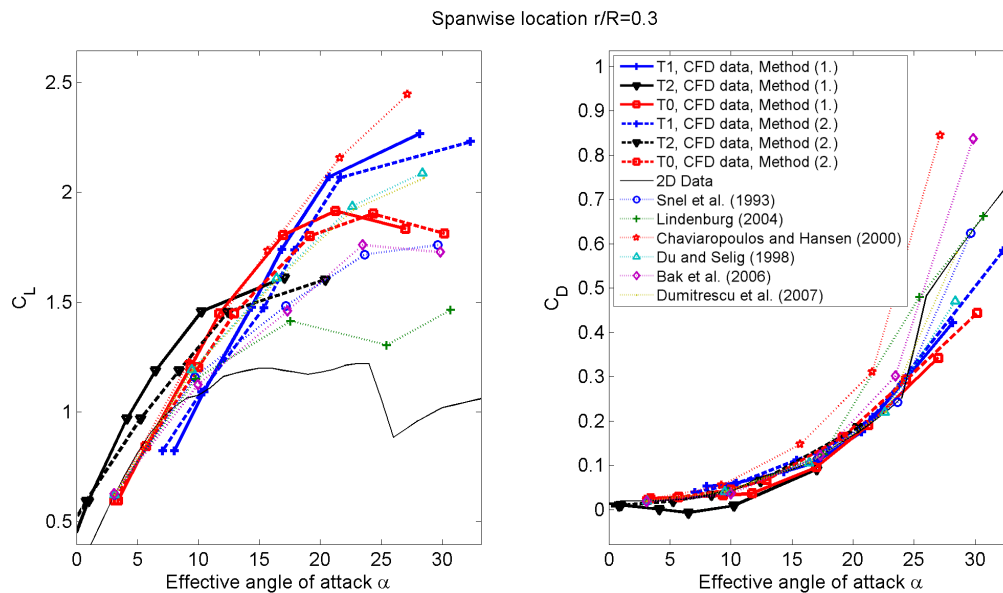 Spanwise location r/R=0.3
2.5
2
1.5
1
0.5
C_L
0 5 10 15 20 25 30
Effective angle of attack α
1
0.9
0.8
0.7
0.6
0.5
0.4
0.3
0.2
0.1
0
C_D
T1, CFD data, Method (1.)
T2, CFD data, Method (1.)
T0, CFD data, Method (1.)
T1, CFD data, Method (2.)
T2, CFD data, Method (2.)
T0, CFD data, Method (2.)
2D Data
Snel et al. (1993)
Lindenburg (2004)
Chaviaropoulos and Hansen (2000)
Du and Selig (1998)
Bak et al. (2006)
Dumitrescu et al. (2007)
0 5 10 15 20 25 30
Effective angle of attack α